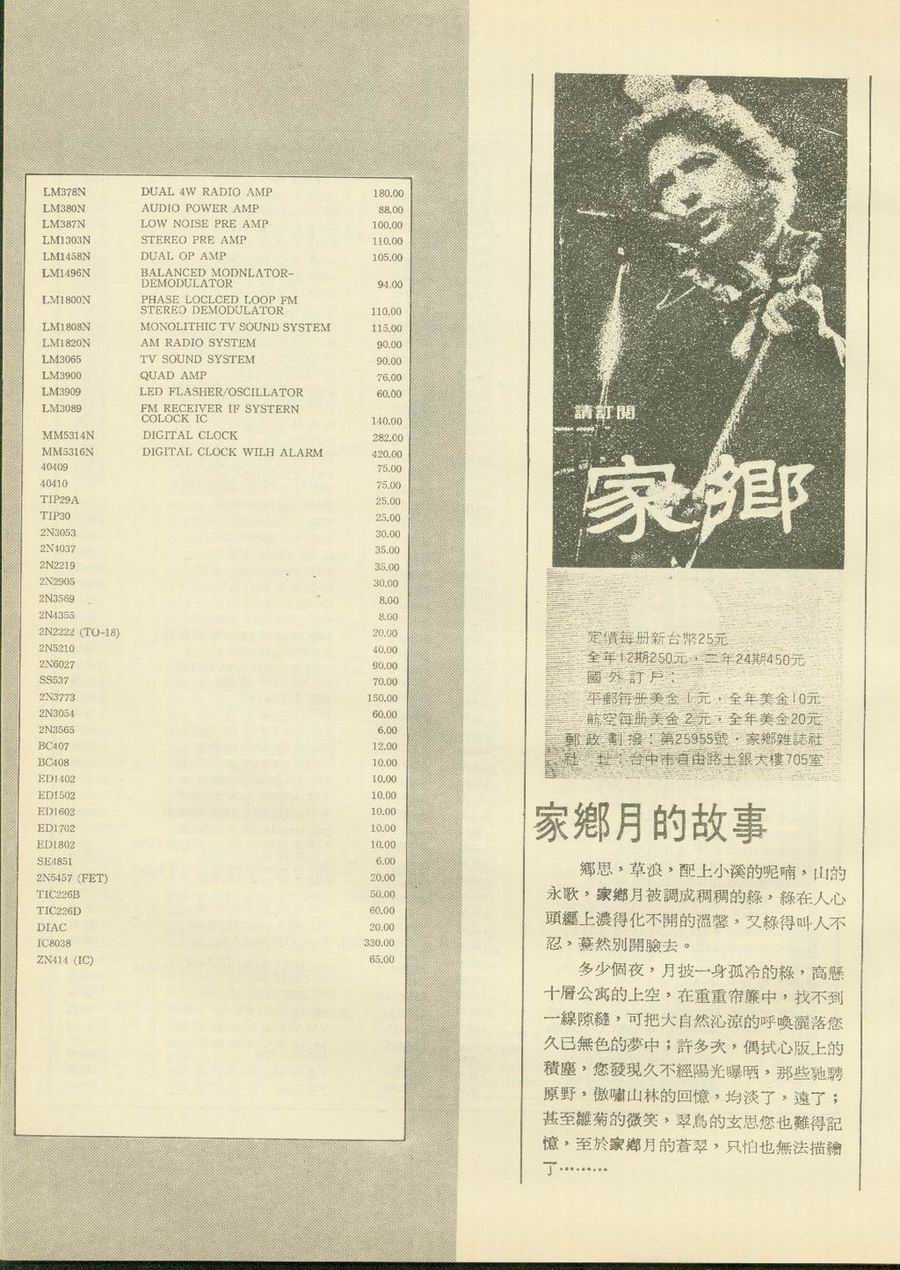 LM378N DUAL 4W RADIO AMP 180.00
LM380N AUDIO POWER AMP 88.00
LM387N LOW NOISE PRE AMP 100.00
LM1303N STEREO PRE AMP 110.00
LM1458N DUAL OP AMP 105.00
LM1496N BALANCED MODNLATOR-
DEMODULATOR 94.00
LM1800N PHASE LOCLCED LOOP FM
STEREO DEMODULATOR 110.00
LM1808N MONOLITHIC TV SOUND SYSTEM 115.00
LM1820N AM RADIO SYSTEM 90.00
LM3065 TV SOUND SYSTEM 90.00
LM3900 QUAD AMP 76.00
LM3909 LED FLASHER/OSCILLATOR 60.00
LM3089 FM RECEIVER IF SYSTERN
COLOCK IC 140.00
MM5314N DIGITAL CLOCK 282.00
MM5316N DIGITAL CLOCK WILH ALARM 420.00
40409 75.00
40410 75.00
TIP29A 25.00
TIP30 25.00
2N3053 30.00
2N4037 35.00
2N2219 35.00
2N2905 30.00
2N3569 8.00
2N4355 8.00
2N2222 (TO-18) 20.00
2N5210 40.00
2N6027 90.00
SS537 70.00
2N3773 150.00
2N3054 60.00
2N3565 6.00
BC407 12.00
BC408 10.00
ED1402 10.00
ED1502 10.00
ED1602 10.00
ED1702 10.00
ED1802 10.00
SE4851 6.00
2N5457 (FET) 20.00
TIC226B 50.00
TIC226D 60.00
DIAC 20.00
IC8038 330.00
ZN414 (IC) 65.00
請訂閱
家鄉
定價每册新台幣25元
全年12期250元，二年24期450元
國外訂戶：
平郵每册美金1元，全年美金10元
航空每册美金2元，全年美金20元
郵政劃撥：第25955號，家鄉雜誌社
社 址：台中市自由路土銀大樓705室
家鄉月的故事
鄉思，草浪，配上小溪的呢喃，山的
永歌，家鄉月被調成稠稠的綠，綠在人心
頭纏上濃得化不開的溫馨，又綠得叫人不
忍，驀然別開臉去。
多少個夜，月披一身孤冷的綠，高懸
十層公寓的上空，在重重帘簾中，找不到
一線隙縫，可把大自然沁涼的呼喚灑落您
久已無色的夢中；許多次，偶拭心版上的
積塵，您發現久不經陽光曝晒，那些馳騁
原野，傲嘯山林的回憶，均淡了，遠了；
甚至雛菊的微笑，翠鳥的玄思您也難得記
憶，至於家鄉月的蒼翠，只怕也無法描繪
了………